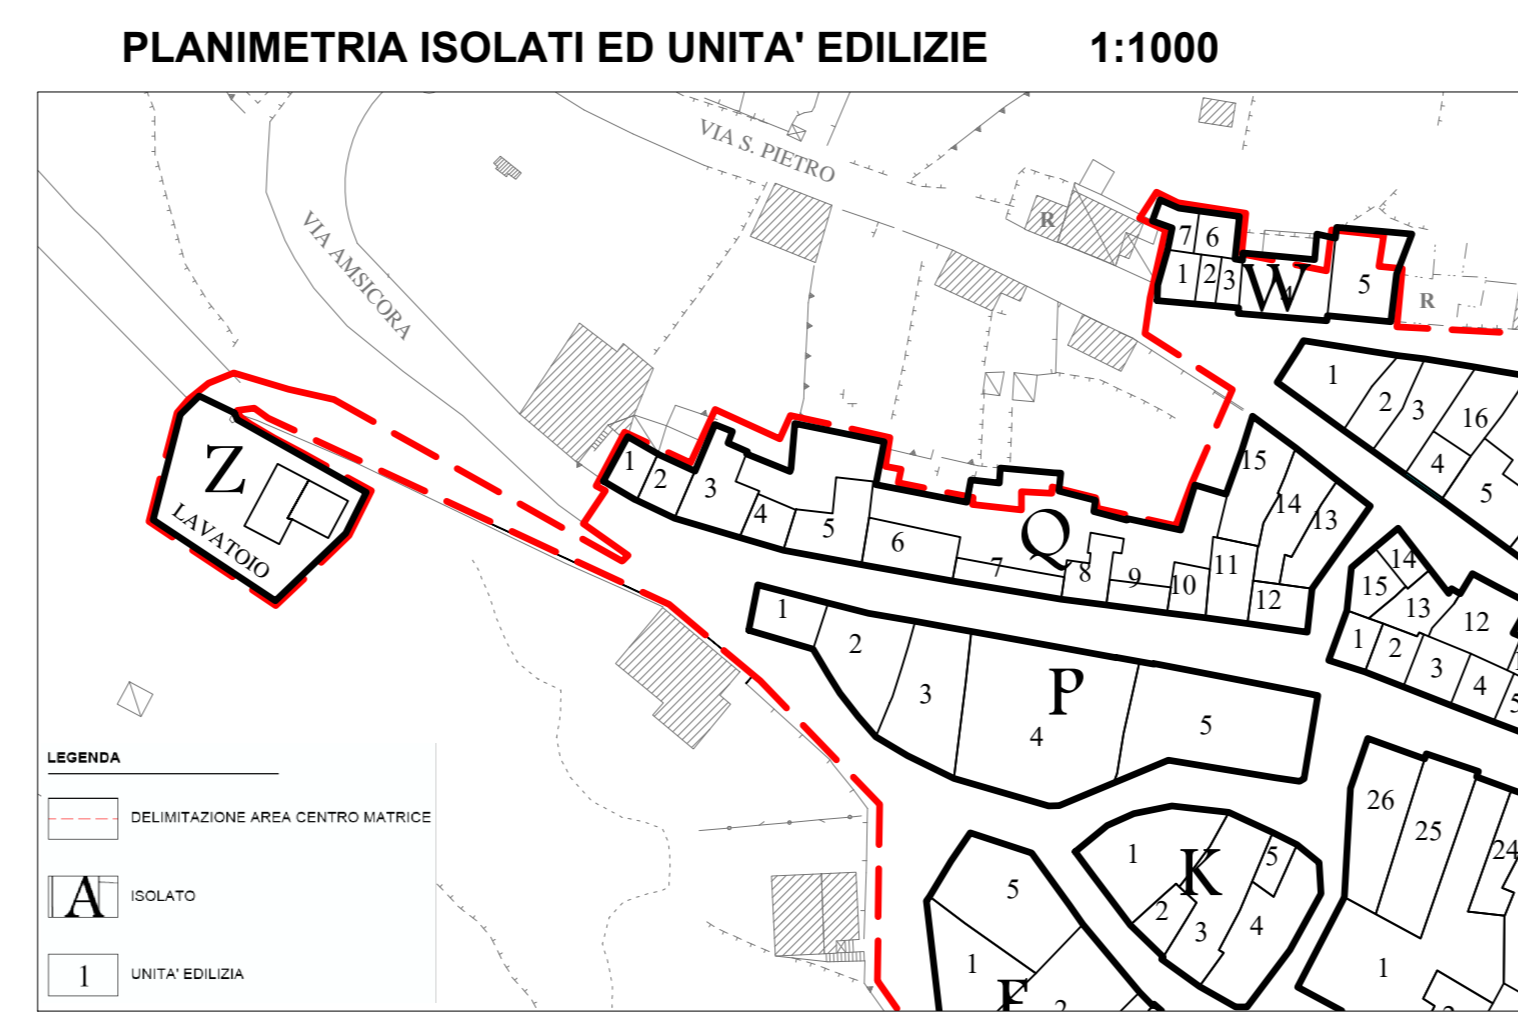 PLANIMETRIA ISOLATI ED UNITA' EDILIZIE 1:1000
VIA S. PIETRO
VIA AMSICORA
R
7 6
1 2 3 4 5
W
R
Z
LAVATOIO
1 2 3 4 5 6 7 8 9 10 11 12 13 14 15
Q
1 2 3 16 4 5
14
15 13 12
1 2 3 4 5
1 2 3 4 5
P
1 2 3 4 5
K
5
1 2
F
26 25 24
1
LEGENDA
DELIMITAZIONE AREA CENTRO MATRICE
A ISOLATO
1 UNITA' EDILIZIA